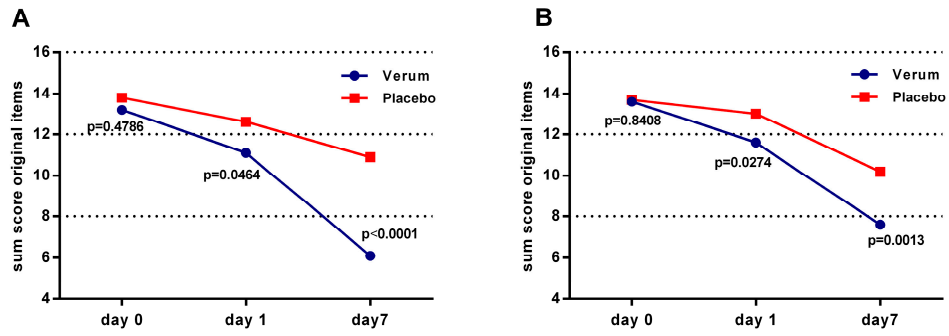 A
sum score original items
16
14
12
10
8
6
4
Verum
Placebo
p=0.4786
p=0.0464
p<0.0001
day 0
day 1
day7
B
sum score original items
16
14
12
10
8
6
4
Verum
Placebo
p=0.8408
p=0.0274
p=0.0013
day 0
day 1
day7